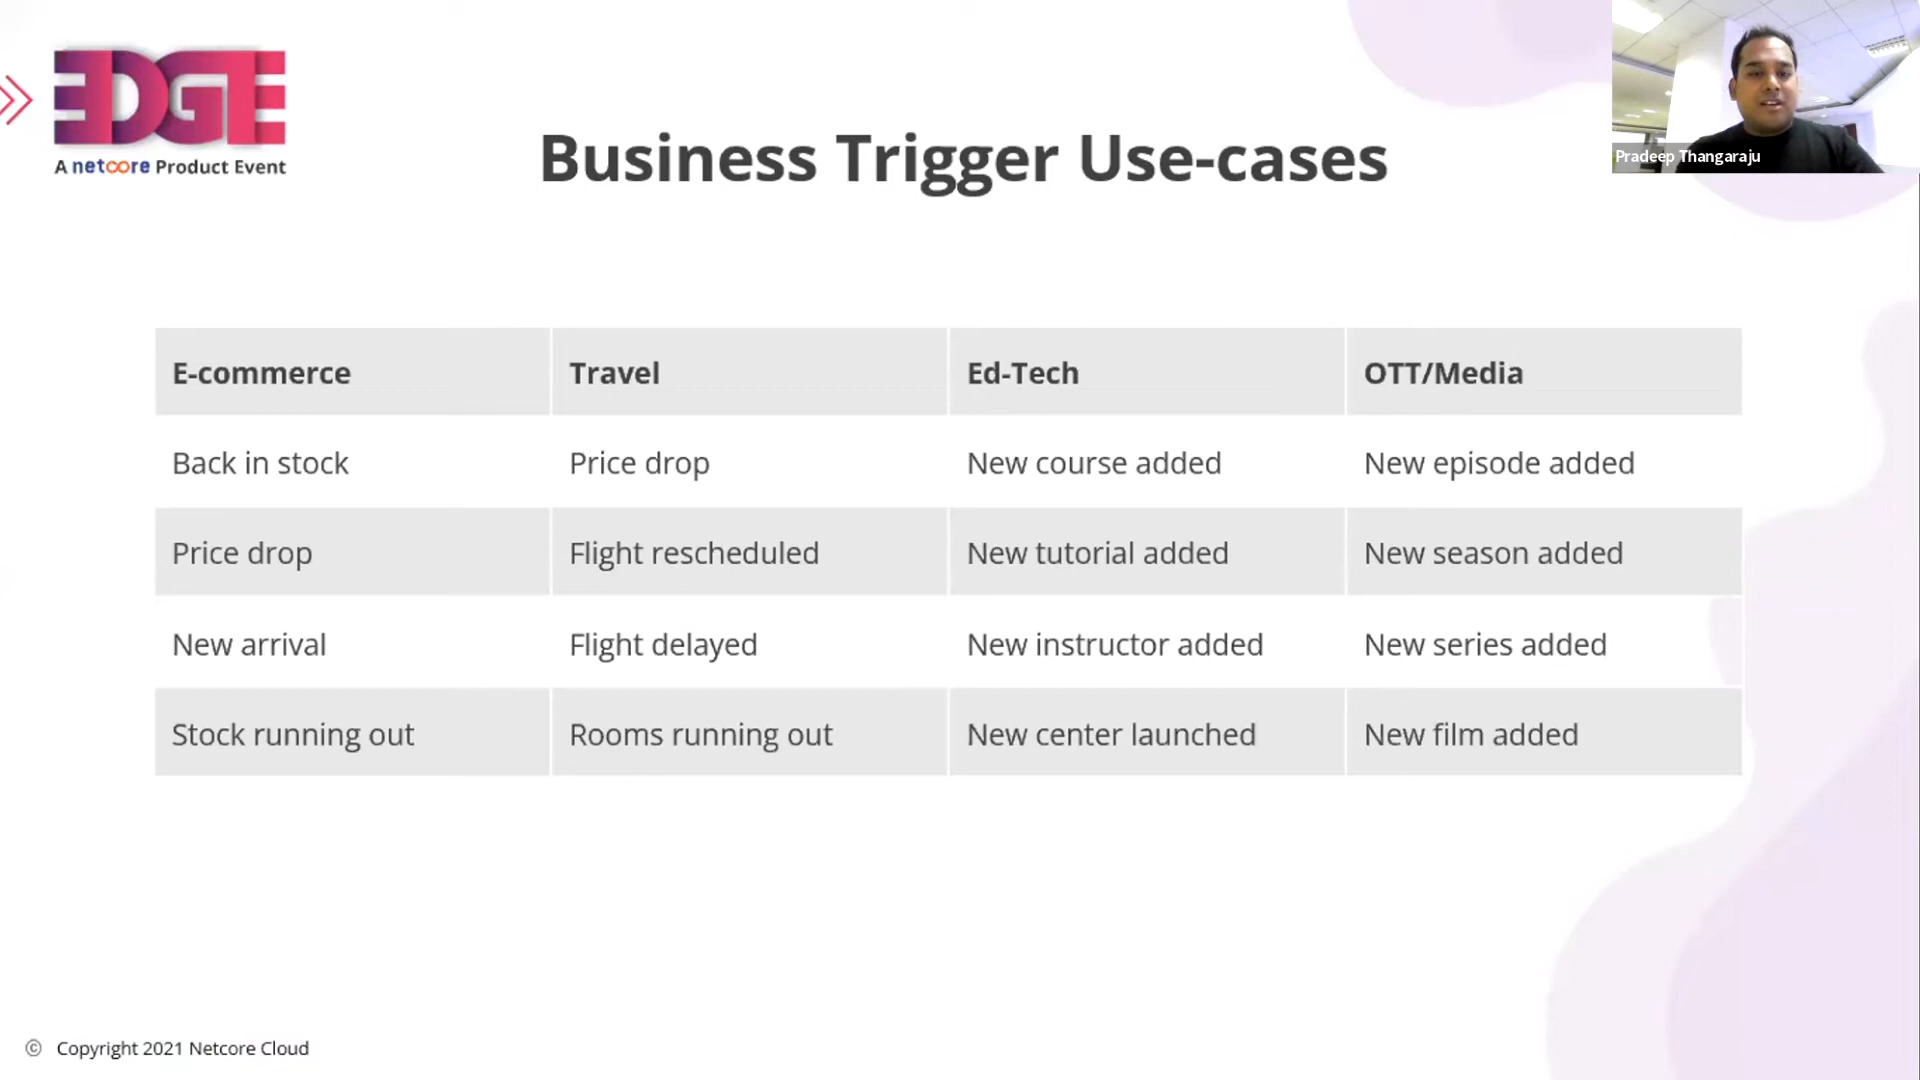 EDGE
A netcore Product Event
Business Trigger Use-cases
Pradeep Thangaraju
E-commerce Travel Ed-Tech OTT/Media
Back in stock Price drop New course added New episode added
Price drop Flight rescheduled New tutorial added New season added
New arrival Flight delayed New instructor added New series added
Stock running out Rooms running out New center launched New film added
© Copyright 2021 Netcore Cloud